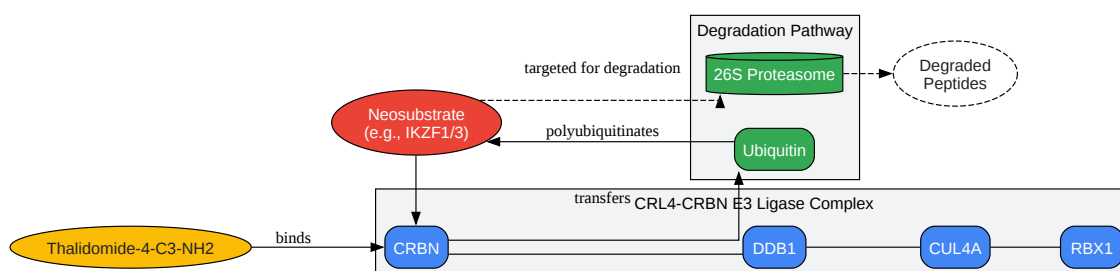 Degradation Pathway
26S Proteasome
Degraded
Peptides
targeted for degradation
Neosubstrate
(e.g., IKZF1/3)
polyubiquitinates
Ubiquitin
transfers
CRL4-CRBN E3 Ligase Complex
Thalidomide-4-C3-NH2
binds
CRBN
DDB1
CUL4A
RBX1